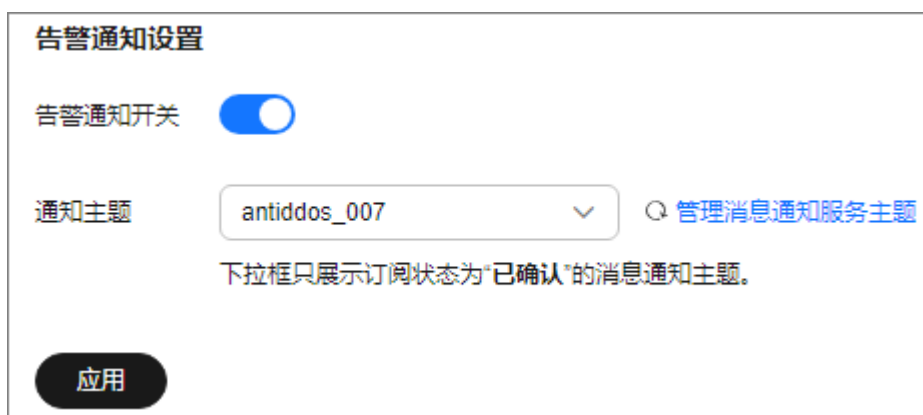 告警通知设置
告警通知开关
通知主题 antiddos_007 管理消息通知服务主题
下拉框只展示订阅状态为“已确认”的消息通知主题。
应用